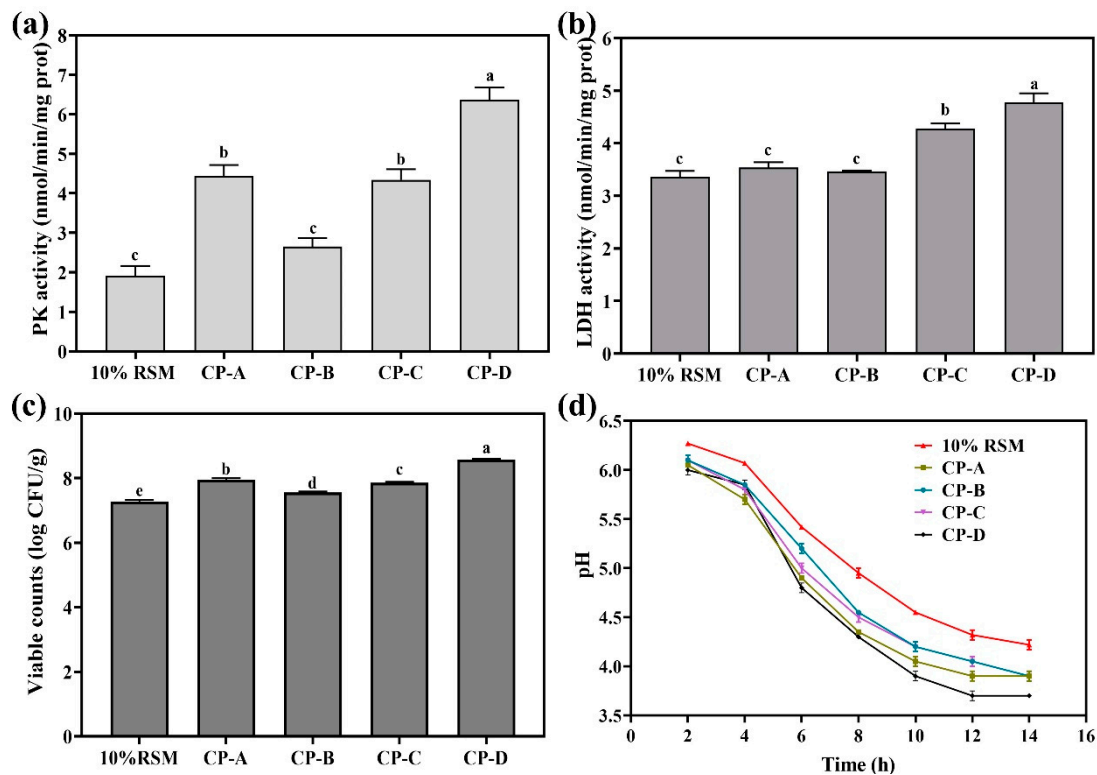 (a)
PK activity (nmol/min/mg prot)
8
7
6
5
4
3
2
1
0
c
b
c
b
a
10% RSM CP-A CP-B CP-C CP-D
(b)
LDH activity (nmol/min/mg prot)
6
5
4
3
2
1
0
c
c
c
b
a
10% RSM CP-A CP-B CP-C CP-D
(c)
Viable counts (log CFU/g)
10
8
6
4
2
0
e
b
d
c
a
10%RSM CP-A CP-B CP-C CP-D
(d)
pH
6.5
6.0
5.5
5.0
4.5
4.0
3.5
10% RSM
CP-A
CP-B
CP-C
CP-D
0 2 4 6 8 10 12 14 16
Time (h)